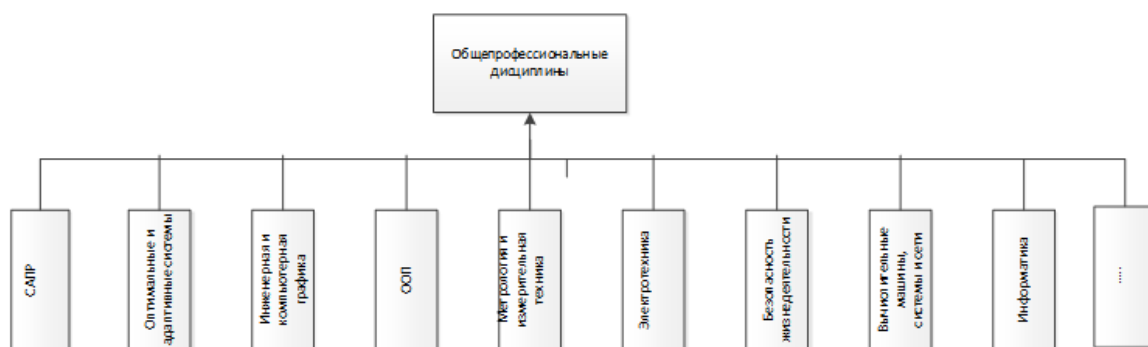 Общепрофессиональные
дисциплины
САПР
Оптимальные и
адаптивные системы
Инженерная и
компьютерная
графика
ООП
Метрология и
измерительная
техника
Электротехника
Безопасность
жизнедеятельности
Вычислительные
машины,
системы и сети
Информатика
.....